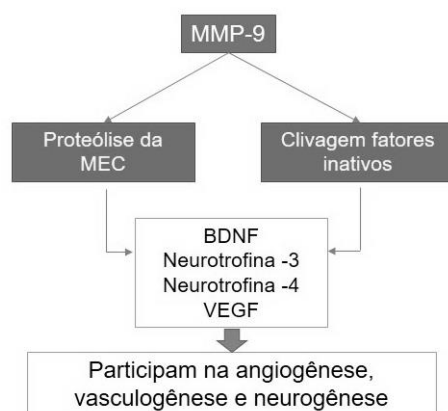 MMP-9
Proteólise da
MEC
Clivagem fatores
inativos
BDNF
Neurotrofina -3
Neurotrofina -4
VEGF
Participam na angiogênese,
vasculogênese e neurogênese